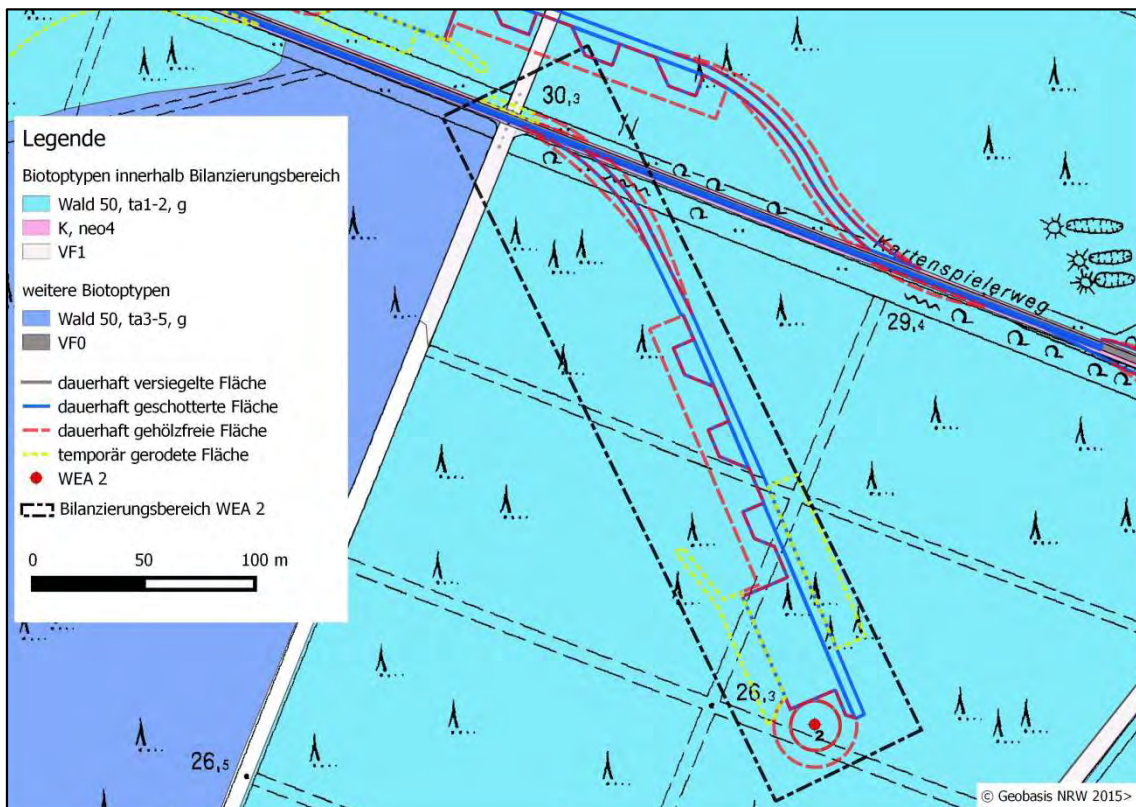 30,3
Legende
Biotoptypen innerhalb Bilanzierungsbereich
Wald 50, ta1-2, g
K, neo4
VF1
weitere Biotoptypen
Wald 50, ta3-5, g
VF0
dauerhaft versiegelte Fläche
dauerhaft geschotterte Fläche
dauerhaft gehölzfreie Fläche
temporär gerodete Fläche
WEA 2
Bilanzierungsbereich WEA 2
0 50 100 m
Kartenspielerweg
29,4
26,3
2
26,5
© Geobasis NRW 2015>